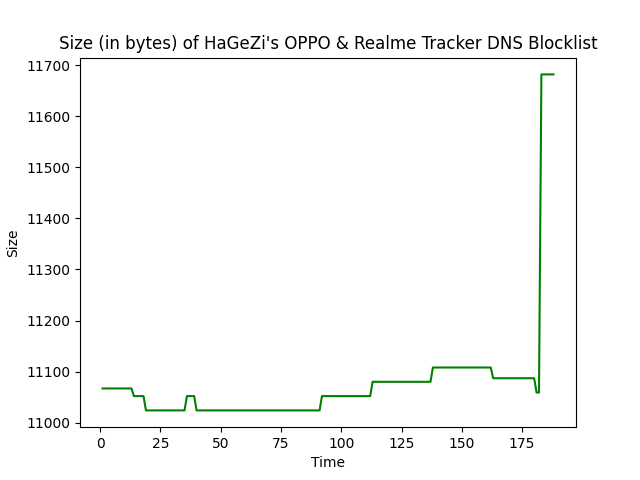 Size (in bytes) of HaGeZi's OPPO & Realme Tracker DNS Blocklist
11700
11600
11500
11400
11300
11200
11100
11000
Size
0 25 50 75 100 125 150 175
Time